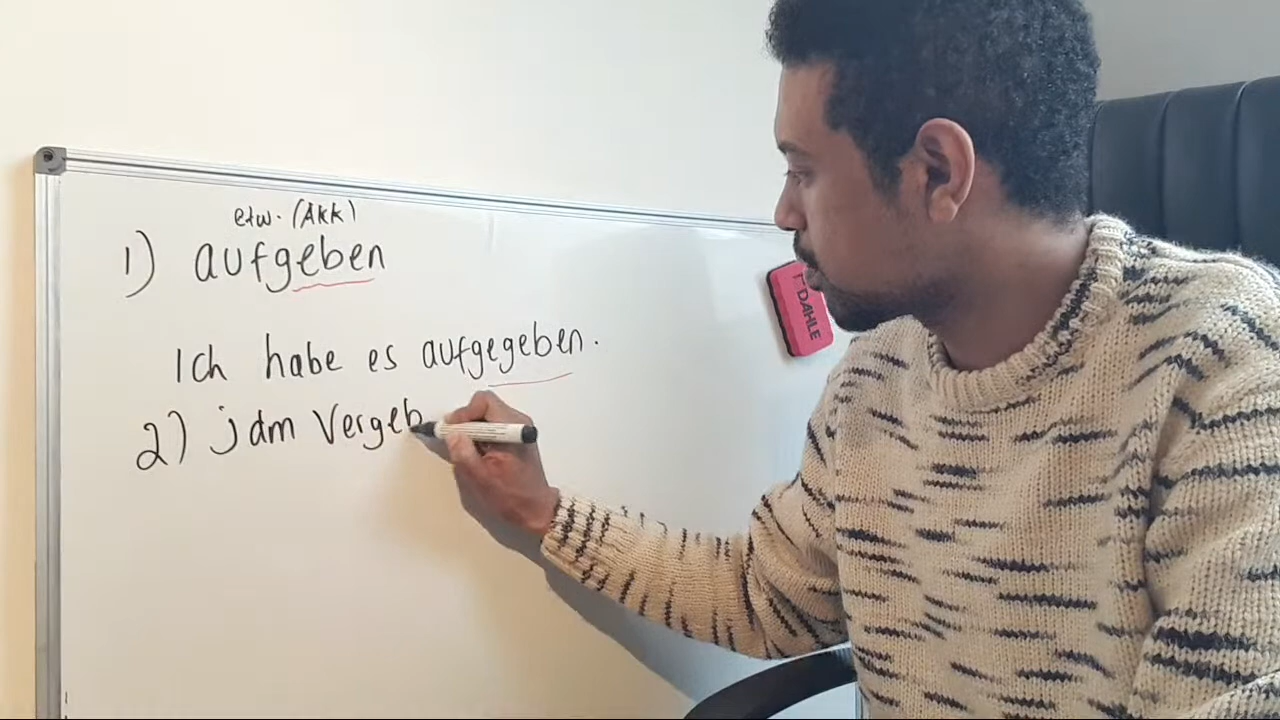 etw. (Akk)
1) aufgeben
Ich habe es aufgegeben.
2) jdm Vergeb
DAHLE